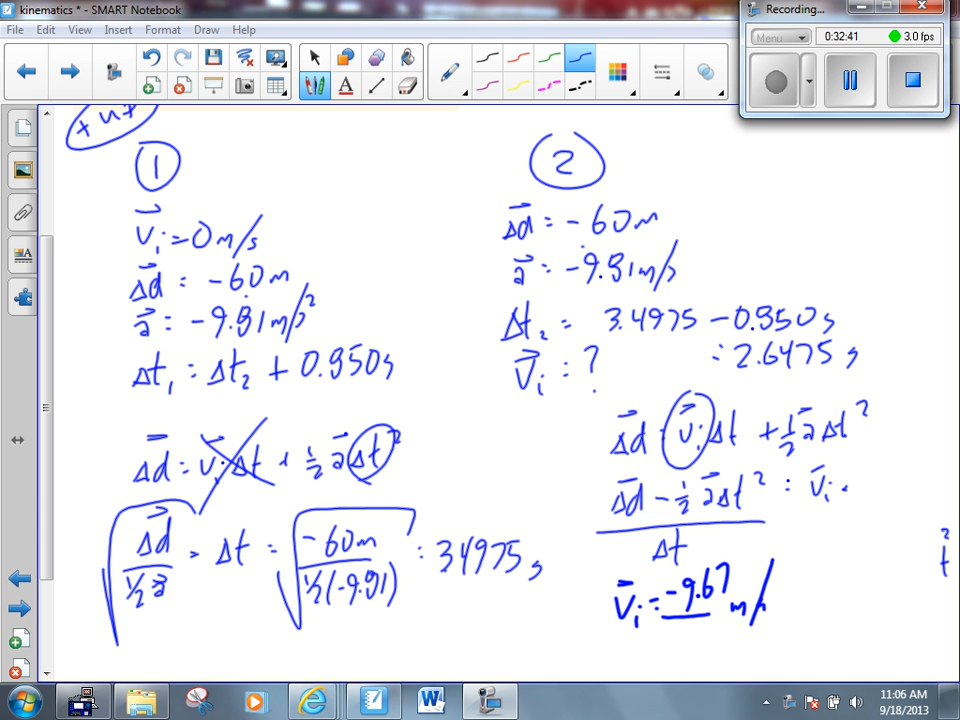 kinematics * - SMART Notebook
Recording...
File Edit View Insert Format Draw Help
Menu 0:32:41 3.0 fps
①
v⃗i = 0 m/s
Δd⃗ = -60m
a⃗ = -9.81 m/s²
Δt₁ = Δt₂ + 0.850s
Δd⃗ = v⃗iΔt + ½ a⃗Δt²
√(Δd⃗ / ½ a⃗) = Δt = √(-60m / ½(-9.81)) = 3.4975 s
②
Δd⃗ = -60m
a⃗ = -9.81 m/s
Δt₂ = 3.4975 - 0.850s
= 2.6475 s
v⃗i = ?
Δd⃗ = v⃗iΔt + ½ a⃗Δt²
Δd⃗ - ½ a⃗Δt² = v⃗i
Δt
v⃗i = -9.67 m/s
11:06 AM
9/18/2013